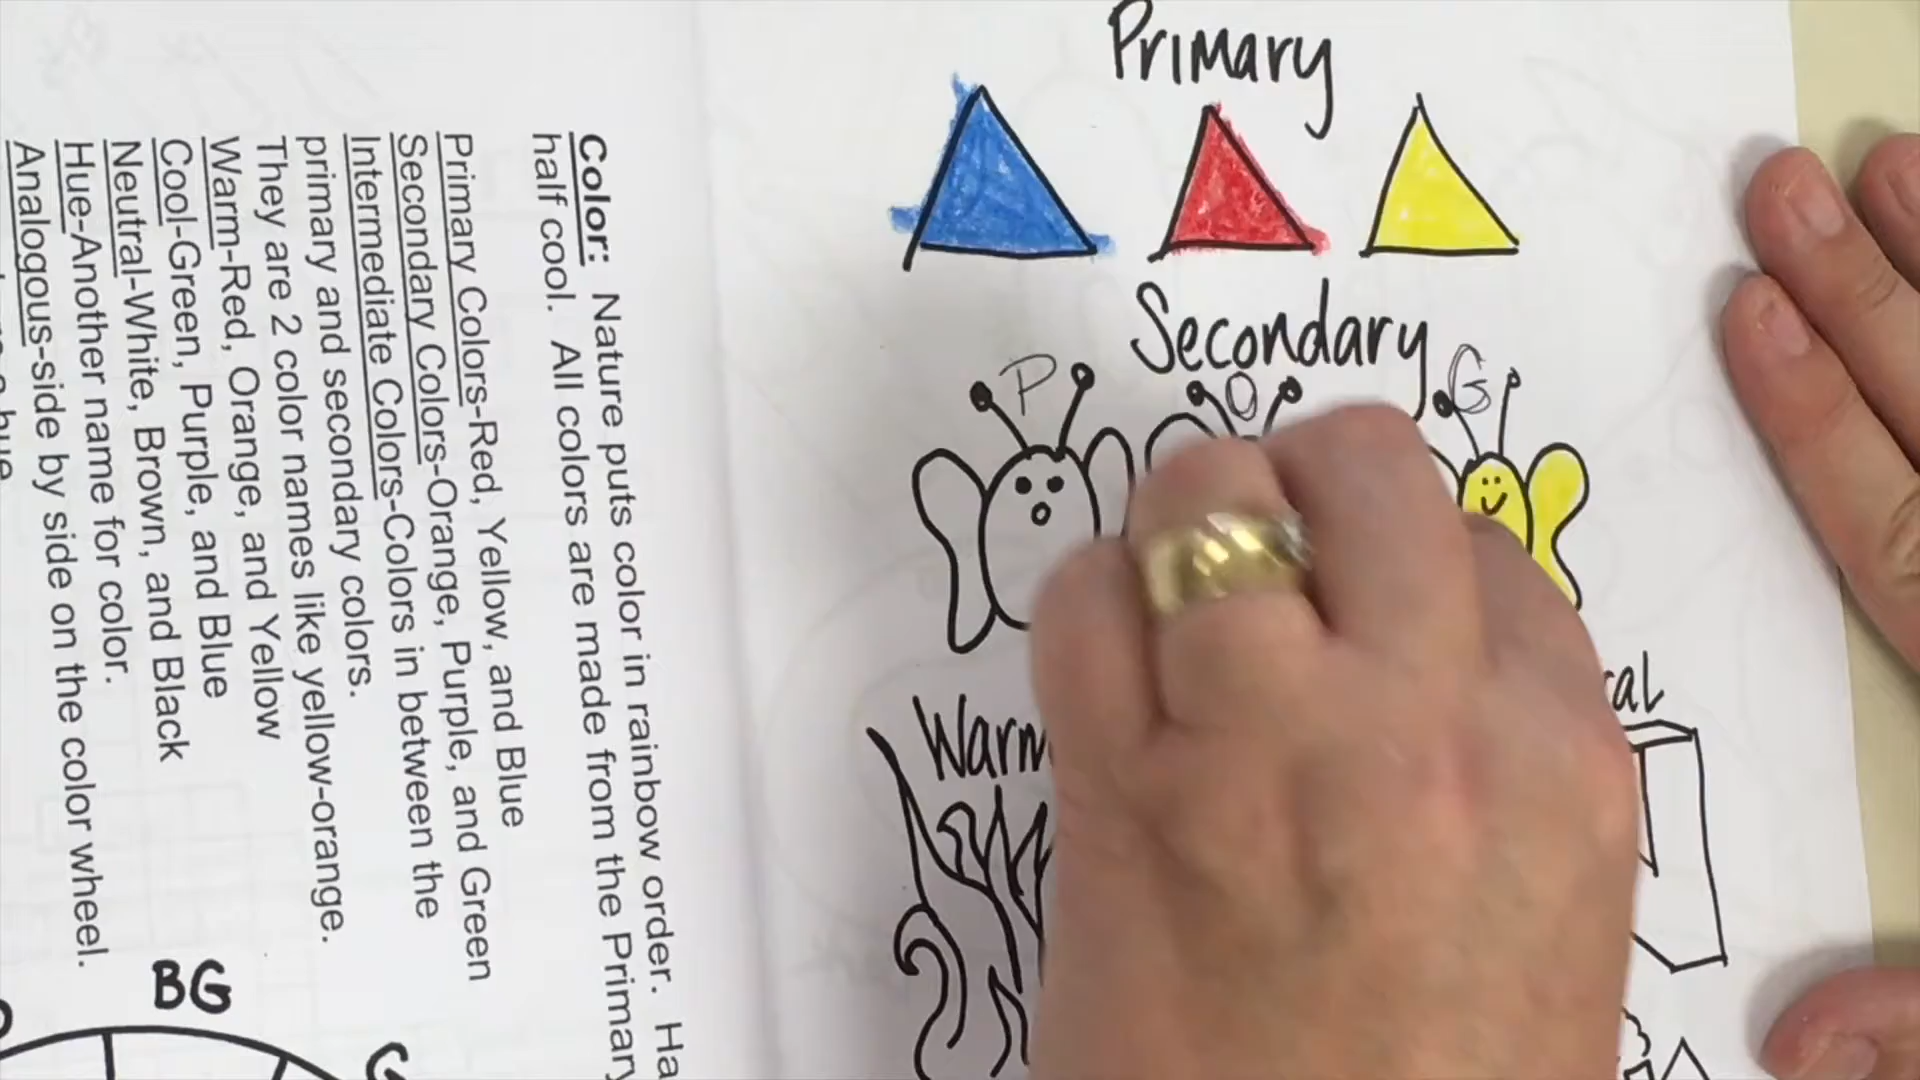 Color: Nature puts color in rainbow order. Ha
half cool. All colors are made from the Primary
Primary Colors-Red, Yellow, and Blue
Secondary Colors-Orange, Purple, and Green
Intermediate Colors-Colors in between the
primary and secondary colors.
They are 2 color names like yellow-orange.
Warm-Red, Orange, and Yellow
Cool-Green, Purple, and Blue
Neutral-White, Brown, and Black
Hue-Another name for color.
Analogous-side by side on the color wheel.
BG
G
Primary
Secondary
P O G
Warm
ral